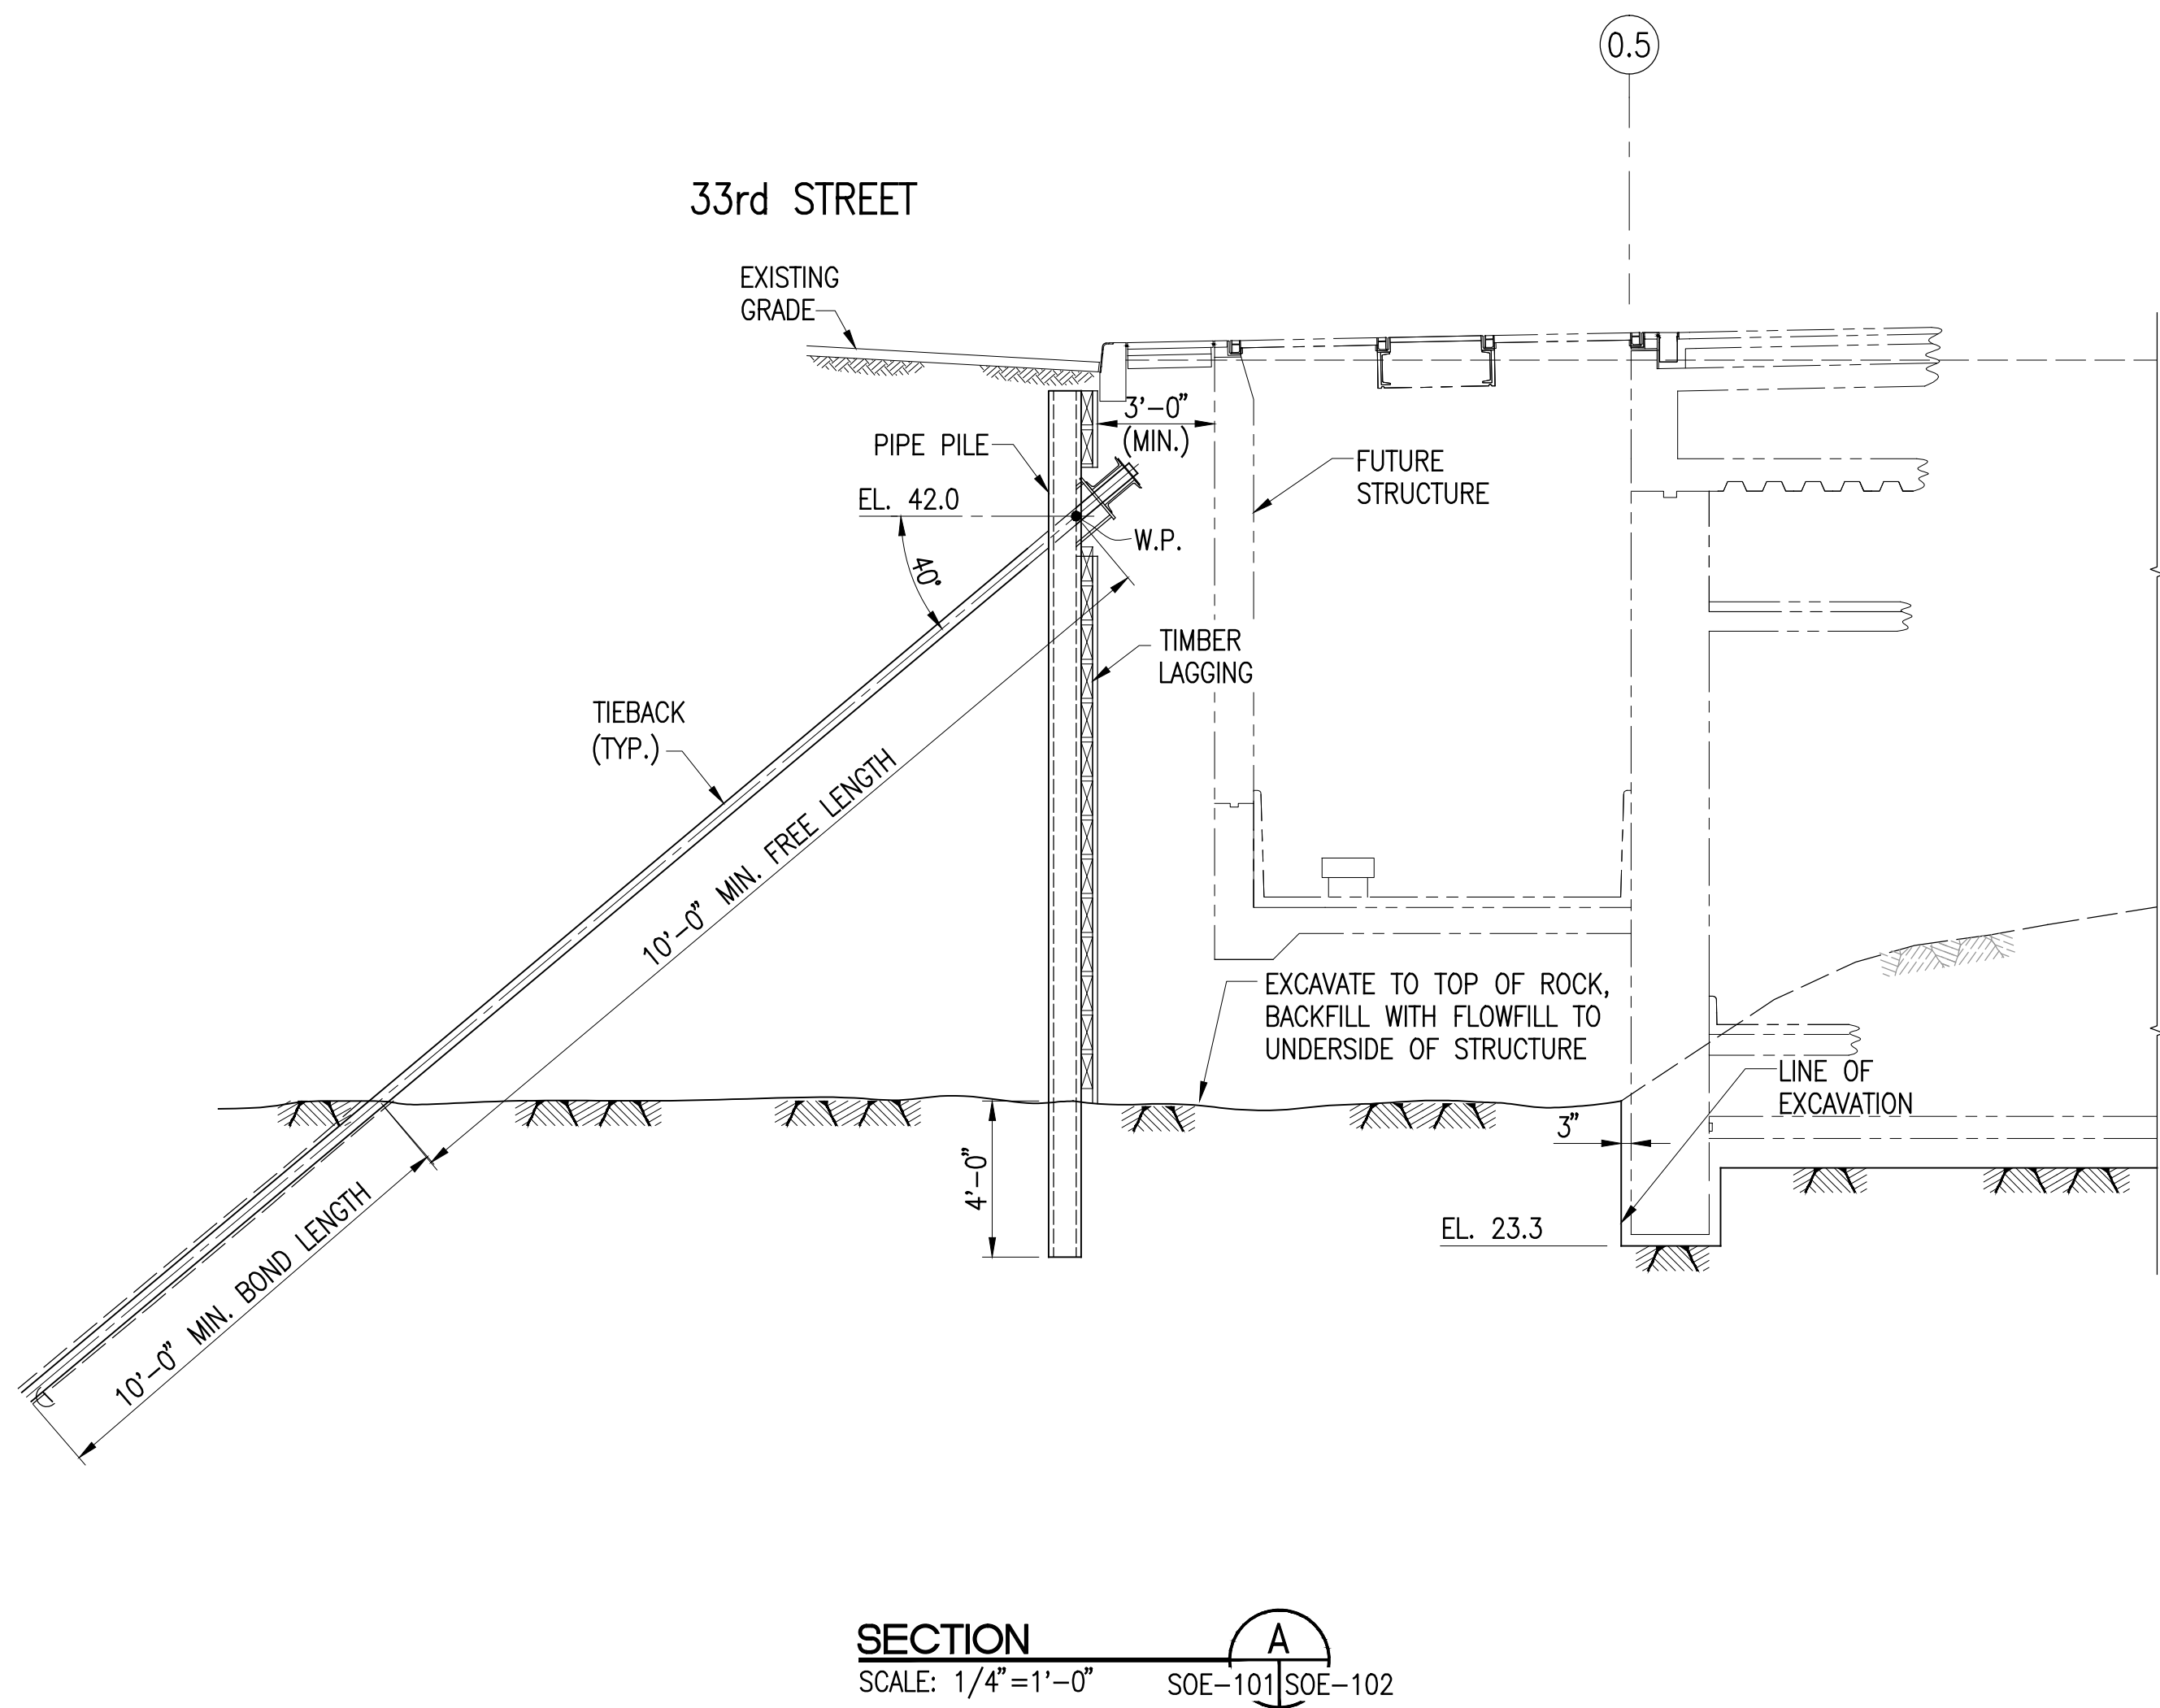 0.5
33rd STREET
EXISTING
GRADE
3'-0"
(MIN.)
PIPE PILE
FUTURE
STRUCTURE
EL. 42.0
W.P.
40°
TIMBER
LAGGING
TIEBACK
(TYP.)
10'-0" MIN. FREE LENGTH
EXCAVATE TO TOP OF ROCK,
BACKFILL WITH FLOWFILL TO
UNDERSIDE OF STRUCTURE
LINE OF
EXCAVATION
3"
4'-0"
10'-0" MIN. BOND LENGTH
EL. 23.3
SECTION
A
SCALE: 1/4"=1'-0"
SOE-101 SOE-102